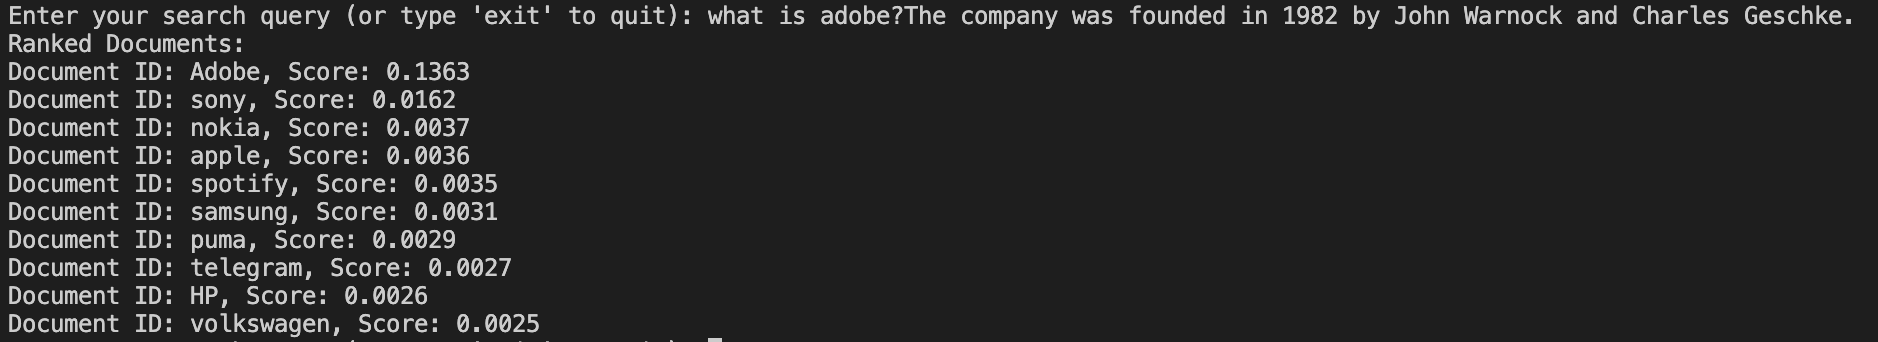 Enter your search query (or type 'exit' to quit): what is adobe?The company was founded in 1982 by John Warnock and Charles Geschke.
Ranked Documents:
Document ID: Adobe, Score: 0.1363
Document ID: sony, Score: 0.0162
Document ID: nokia, Score: 0.0037
Document ID: apple, Score: 0.0036
Document ID: spotify, Score: 0.0035
Document ID: samsung, Score: 0.0031
Document ID: puma, Score: 0.0029
Document ID: telegram, Score: 0.0027
Document ID: HP, Score: 0.0026
Document ID: volkswagen, Score: 0.0025